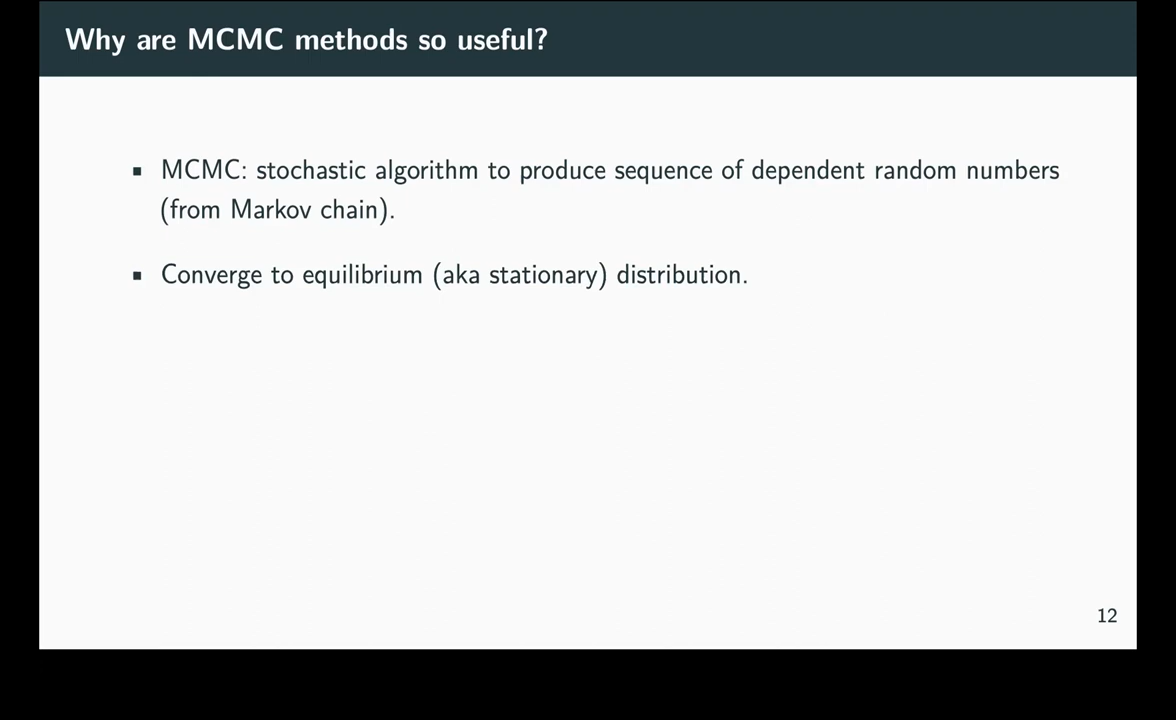 Why are MCMC methods so useful?
▪ MCMC: stochastic algorithm to produce sequence of dependent random numbers
(from Markov chain).
▪ Converge to equilibrium (aka stationary) distribution.
12